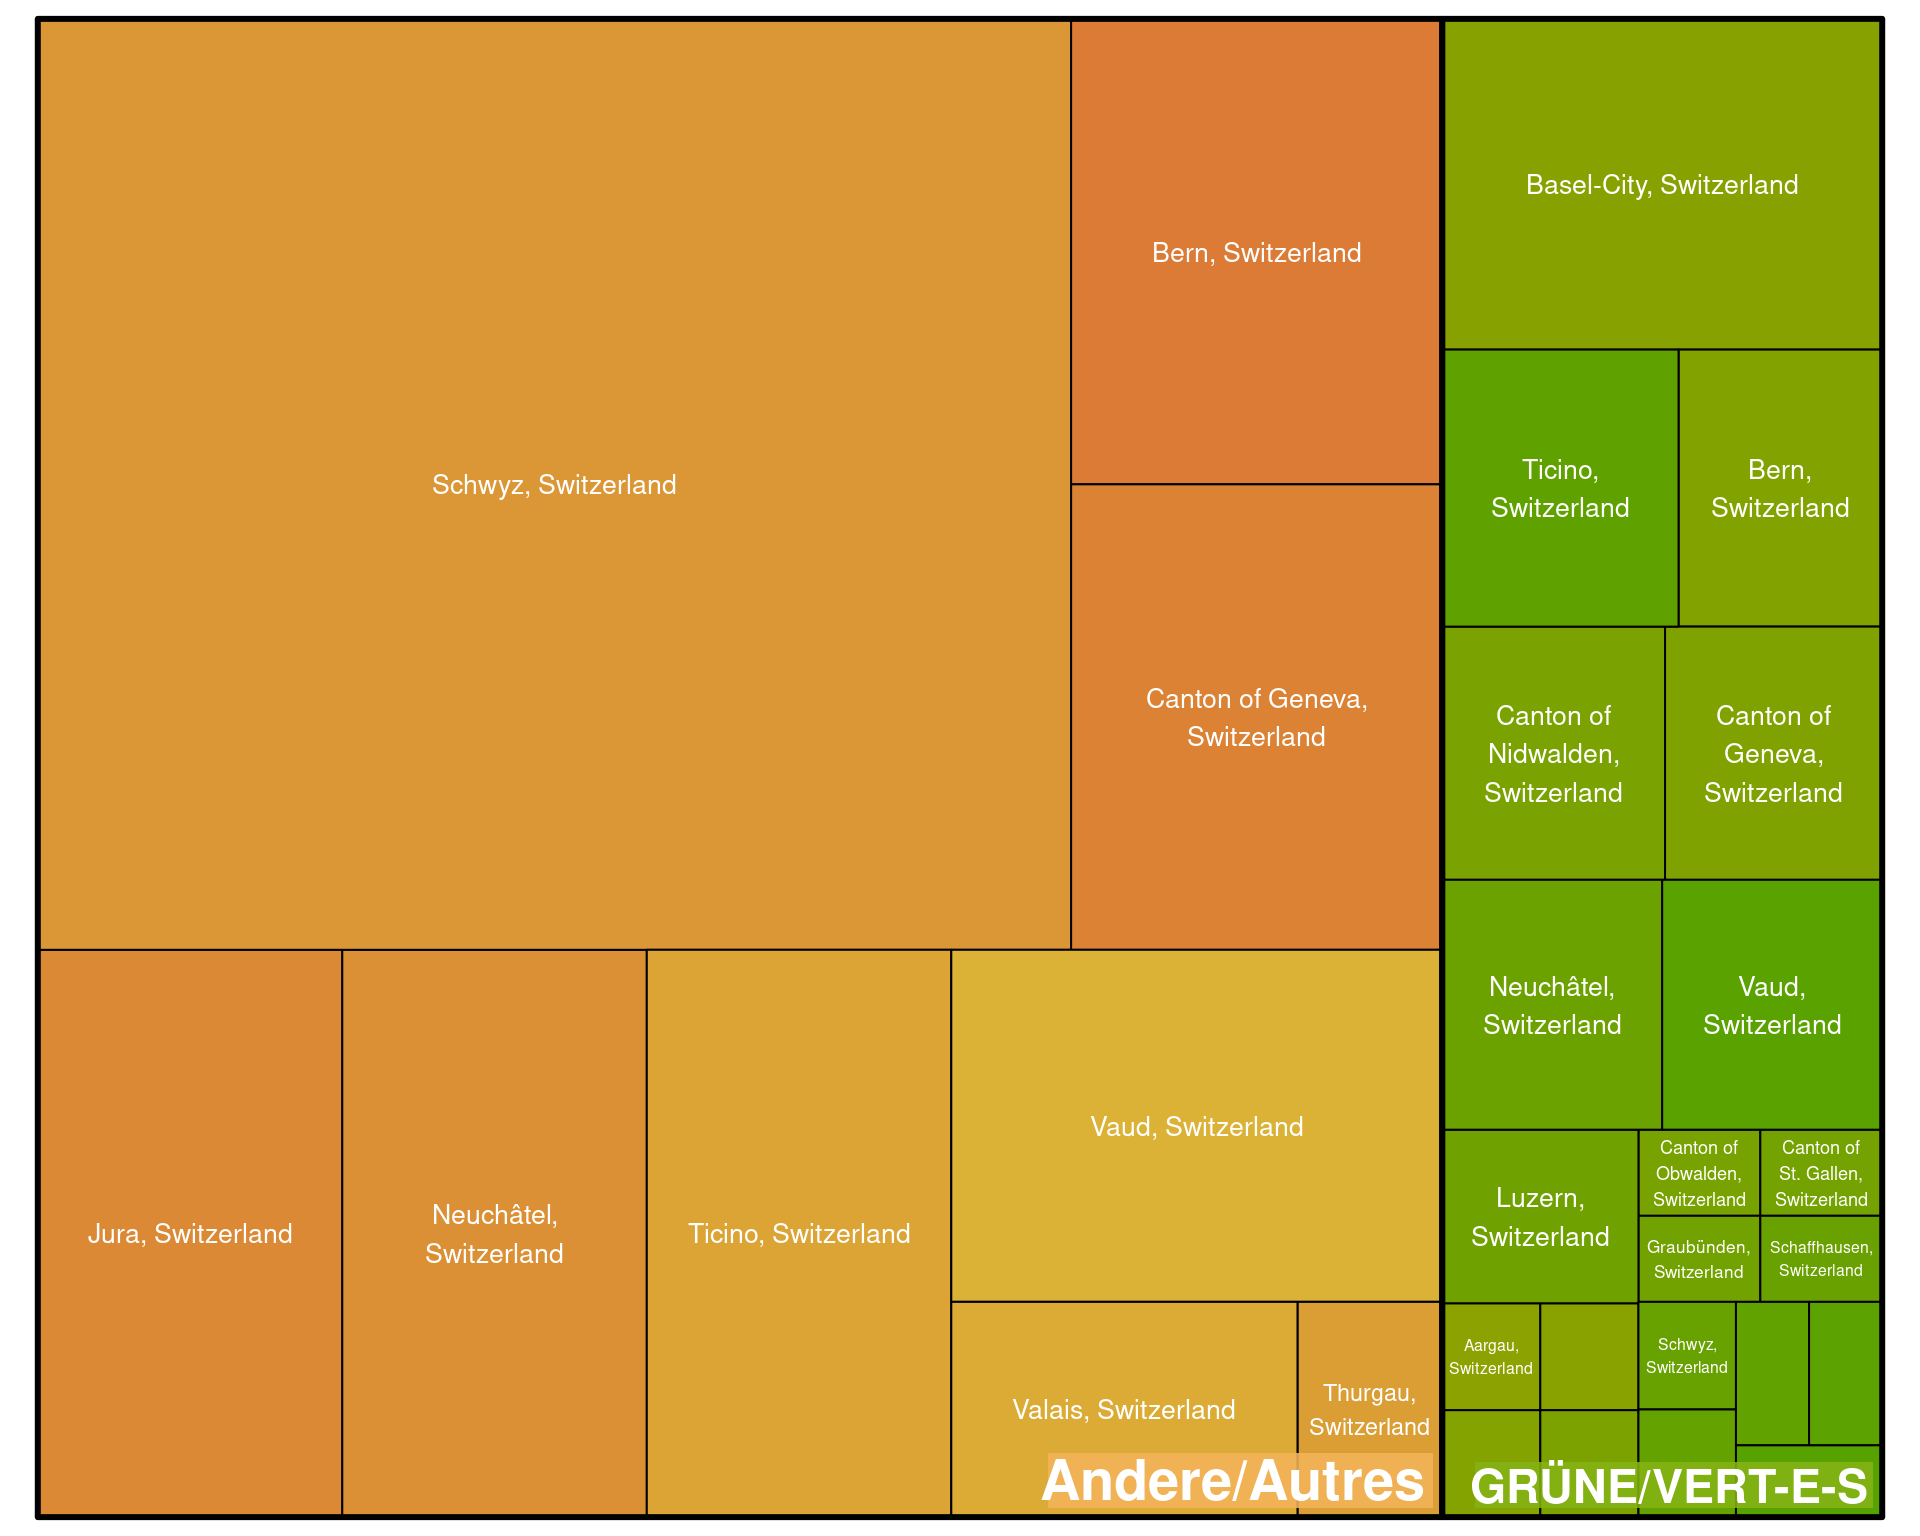 Schwyz, Switzerland
Bern, Switzerland
Canton of Geneva,
Switzerland
Jura, Switzerland
Neuchâtel,
Switzerland
Ticino, Switzerland
Vaud, Switzerland
Valais, Switzerland
Thurgau,
Switzerland
Andere/Autres
Basel-City, Switzerland
Ticino,
Switzerland
Bern,
Switzerland
Canton of
Nidwalden,
Switzerland
Canton of
Geneva,
Switzerland
Neuchâtel,
Switzerland
Vaud,
Switzerland
Luzern,
Switzerland
Canton of
Obwalden,
Switzerland
Canton of
St. Gallen,
Switzerland
Graubünden,
Switzerland
Schaffhausen,
Switzerland
Aargau,
Switzerland
Schwyz,
Switzerland
GRÜNE/VERT-E-S